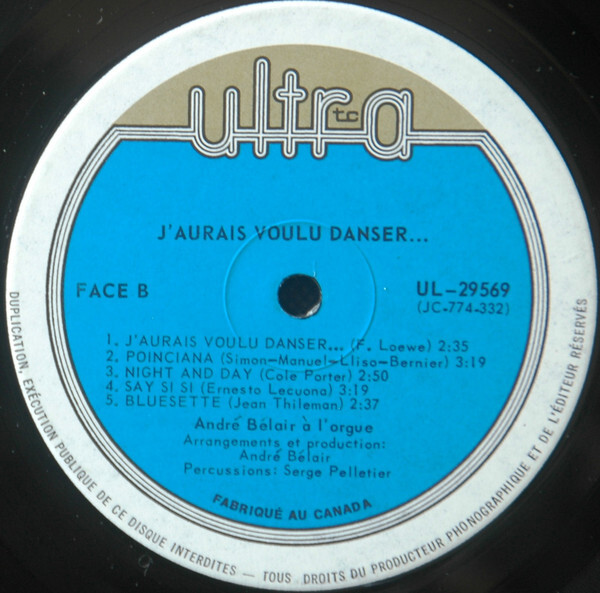 ultra
tc
J'AURAIS VOULU DANSER...
FACE B
UL-29569
(JC-774-332)
1. J'AURAIS VOULU DANSER... (F. Loewe) 2:35
2. POINCIANA (Simon-Manuel-Lliso-Bernier) 3:19
3. NIGHT AND DAY (Cole Porter) 2:50
4. SAY SI SI (Ernesto Lecuona) 3:19
5. BLUESETTE (Jean Thileman) 2:37
André Bélair à l'orgue
Arrangements et production:
André Bélair
Percussions: Serge Pelletier
FABRIQUÉ AU CANADA
DUPLICATION, EXÉCUTION PUBLIQUE DE CE DISQUE INTERDITES — TOUS DROITS DU PRODUCTEUR PHONOGRAPHIQUE ET DE L'ÉDITEUR RÉSERVÉS